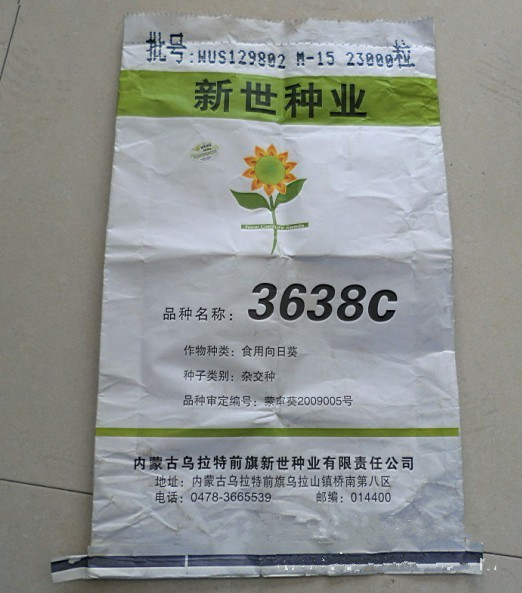 批号:WUS129802 M-15 23000粒
新世种业
New Century Seeds
品种名称: 3638C
作物种类: 食用向日葵
种子类别: 杂交种
品种审定编号: 蒙审葵2009005号
内蒙古乌拉特前旗新世种业有限责任公司
地址: 内蒙古乌拉特前旗乌拉山镇桥南第八区
电话: 0478-3665539 邮编: 014400